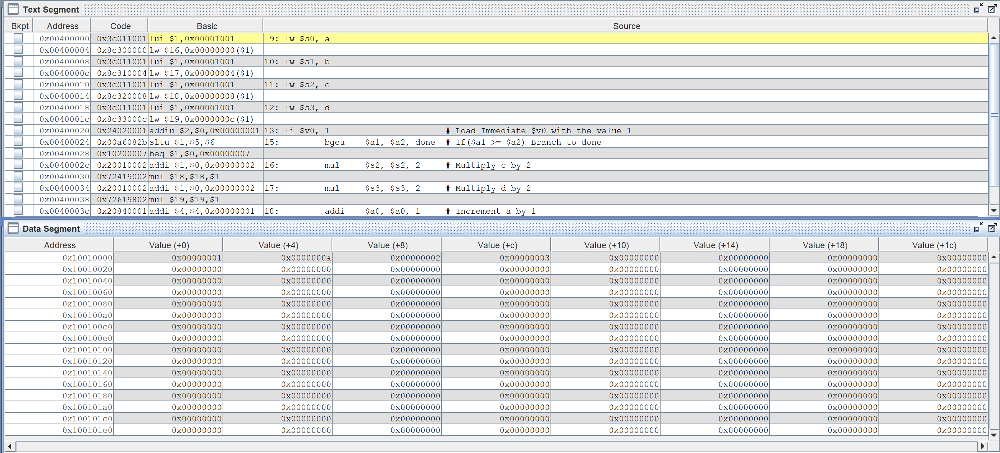 Text Segment
Bkpt Address Code Basic Source
0x00400000 0x3c011001 lui $1,0x00001001 9: lw $s0, a
0x00400004 0x8c300000 lw $16,0x00000000($1)
0x00400008 0x3c011001 lui $1,0x00001001 10: lw $s1, b
0x0040000c 0x8c310004 lw $17,0x00000004($1)
0x00400010 0x3c011001 lui $1,0x00001001 11: lw $s2, c
0x00400014 0x8c320008 lw $18,0x00000008($1)
0x00400018 0x3c011001 lui $1,0x00001001 12: lw $s3, d
0x0040001c 0x8c33000c lw $19,0x0000000c($1)
0x00400020 0x24020001 addiu $2,$0,0x00000001 13: li $v0, 1 # Load Immediate $v0 with the value 1
0x00400024 0x00a6082b sltu $1,$5,$6 15: bgeu $a1, $a2, done # If($a1 >= $a2) Branch to done
0x00400028 0x10200007 beq $1,$0,0x00000007
0x0040002c 0x20010002 addi $1,$0,0x00000002 16: mul $s2, $s2, 2 # Multiply c by 2
0x00400030 0x72419002 mul $18,$18,$1
0x00400034 0x20010002 addi $1,$0,0x00000002 17: mul $s3, $s3, 2 # Multiply d by 2
0x00400038 0x72619802 mul $19,$19,$1
0x0040003c 0x20840001 addi $4,$4,0x00000001 18: addi $a0, $a0, 1 # Increment a by 1
Data Segment
Address Value (+0) Value (+4) Value (+8) Value (+c) Value (+10) Value (+14) Value (+18) Value (+1c)
0x10010000 0x00000001 0x0000000a 0x00000002 0x00000003 0x00000000 0x00000000 0x00000000 0x00000000
0x10010020 0x00000000 0x00000000 0x00000000 0x00000000 0x00000000 0x00000000 0x00000000 0x00000000
0x10010040 0x00000000 0x00000000 0x00000000 0x00000000 0x00000000 0x00000000 0x00000000 0x00000000
0x10010060 0x00000000 0x00000000 0x00000000 0x00000000 0x00000000 0x00000000 0x00000000 0x00000000
0x10010080 0x00000000 0x00000000 0x00000000 0x00000000 0x00000000 0x00000000 0x00000000 0x00000000
0x100100a0 0x00000000 0x00000000 0x00000000 0x00000000 0x00000000 0x00000000 0x00000000 0x00000000
0x100100c0 0x00000000 0x00000000 0x00000000 0x00000000 0x00000000 0x00000000 0x00000000 0x00000000
0x100100e0 0x00000000 0x00000000 0x00000000 0x00000000 0x00000000 0x00000000 0x00000000 0x00000000
0x10010100 0x00000000 0x00000000 0x00000000 0x00000000 0x00000000 0x00000000 0x00000000 0x00000000
0x10010120 0x00000000 0x00000000 0x00000000 0x00000000 0x00000000 0x00000000 0x00000000 0x00000000
0x10010140 0x00000000 0x00000000 0x00000000 0x00000000 0x00000000 0x00000000 0x00000000 0x00000000
0x10010160 0x00000000 0x00000000 0x00000000 0x00000000 0x00000000 0x00000000 0x00000000 0x00000000
0x10010180 0x00000000 0x00000000 0x00000000 0x00000000 0x00000000 0x00000000 0x00000000 0x00000000
0x100101a0 0x00000000 0x00000000 0x00000000 0x00000000 0x00000000 0x00000000 0x00000000 0x00000000
0x100101c0 0x00000000 0x00000000 0x00000000 0x00000000 0x00000000 0x00000000 0x00000000 0x00000000
0x100101e0 0x00000000 0x00000000 0x00000000 0x00000000 0x00000000 0x00000000 0x00000000 0x00000000